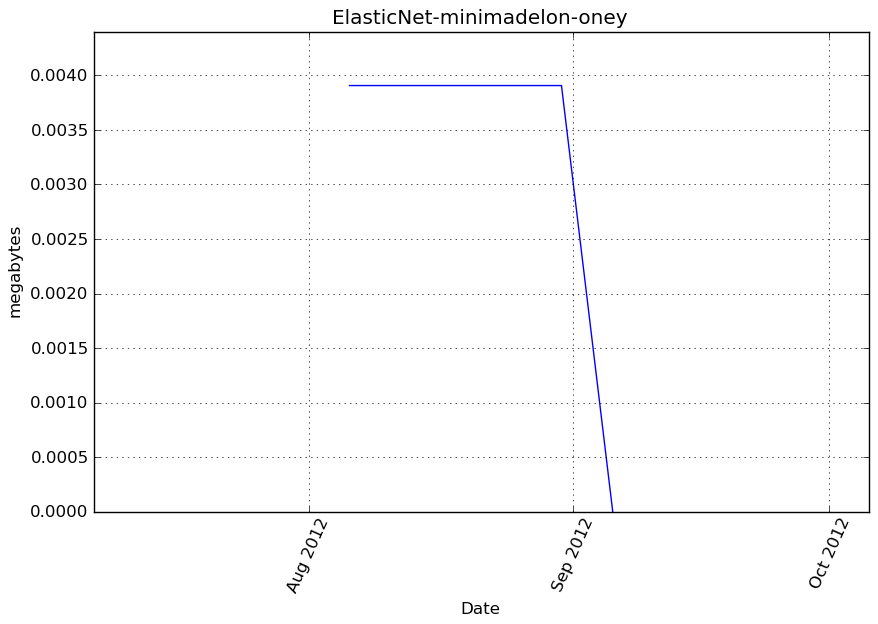 ElasticNet-minimadelon-oney
0.0040
0.0035
0.0030
0.0025
0.0020
0.0015
0.0010
0.0005
0.0000
megabytes
Aug 2012
Sep 2012
Oct 2012
Date